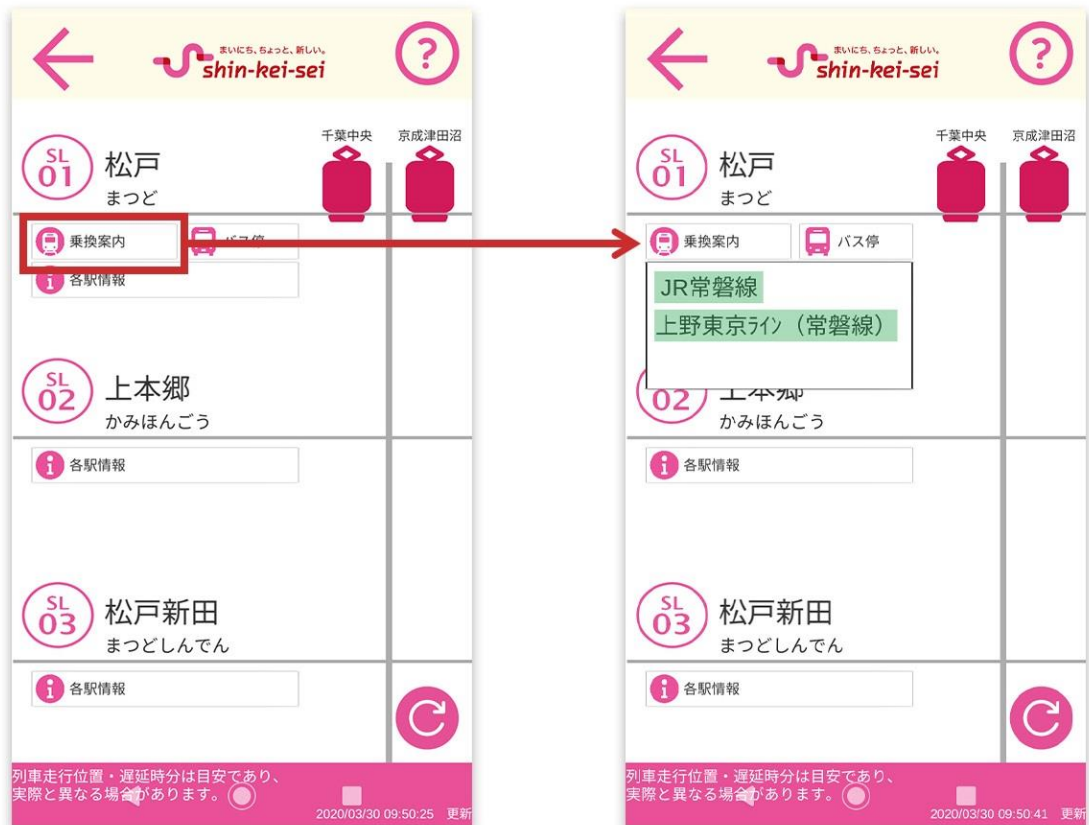 まいにち、ちょっと、新しい。
shin-kei-sei
?
千葉中央
京成津田沼
SL
01
松戸
まつど
乗換案内
バス停
各駅情報
SL
02
上本郷
かみほんごう
各駅情報
SL
03
松戸新田
まつどしんでん
各駅情報
列車走行位置・遅延時分は目安であり、
実際と異なる場合があります。
2020/03/30 09:50:25 更新
まいにち、ちょっと、新しい。
shin-kei-sei
?
千葉中央
京成津田沼
SL
01
松戸
まつど
乗換案内
バス停
JR常磐線
上野東京ﾗｲﾝ（常磐線）
02
上本郷
かみほんごう
各駅情報
SL
03
松戸新田
まつどしんでん
各駅情報
列車走行位置・遅延時分は目安であり、
実際と異なる場合があります。
2020/03/30 09:50:41 更新